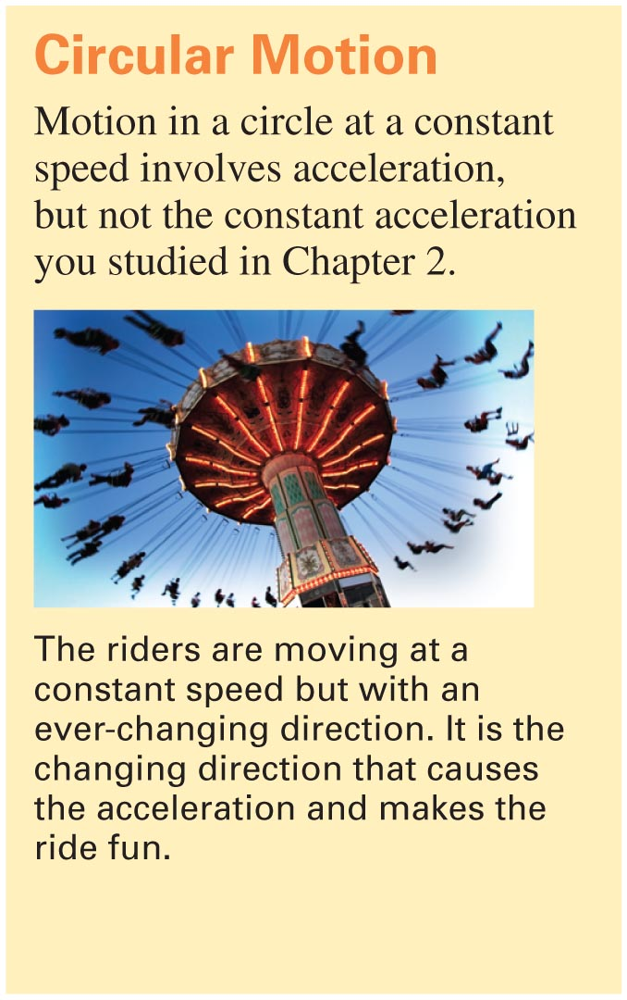 Circular Motion
Motion in a circle at a constant
speed involves acceleration,
but not the constant acceleration
you studied in Chapter 2.
The riders are moving at a
constant speed but with an
ever-changing direction. It is the
changing direction that causes
the acceleration and makes the
ride fun.